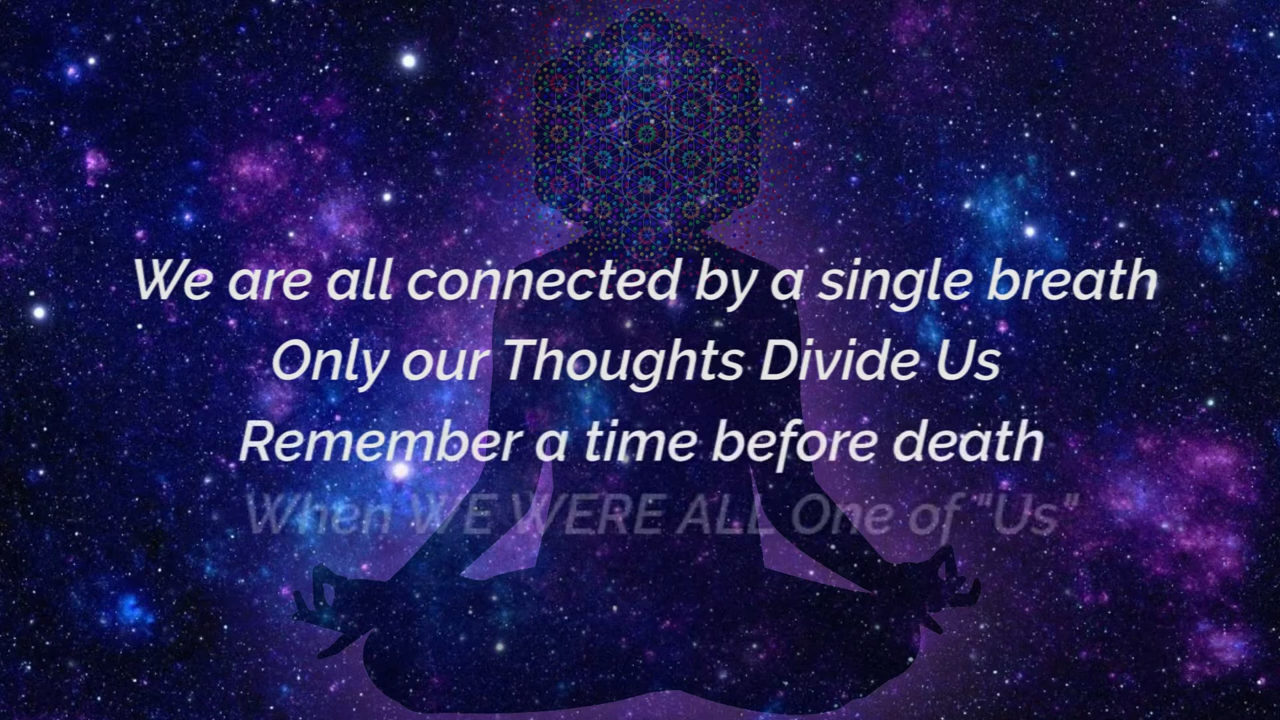 We are all connected by a single breath
Only our Thoughts Divide Us
Remember a time before death
When WE WERE ALL One of "Us"